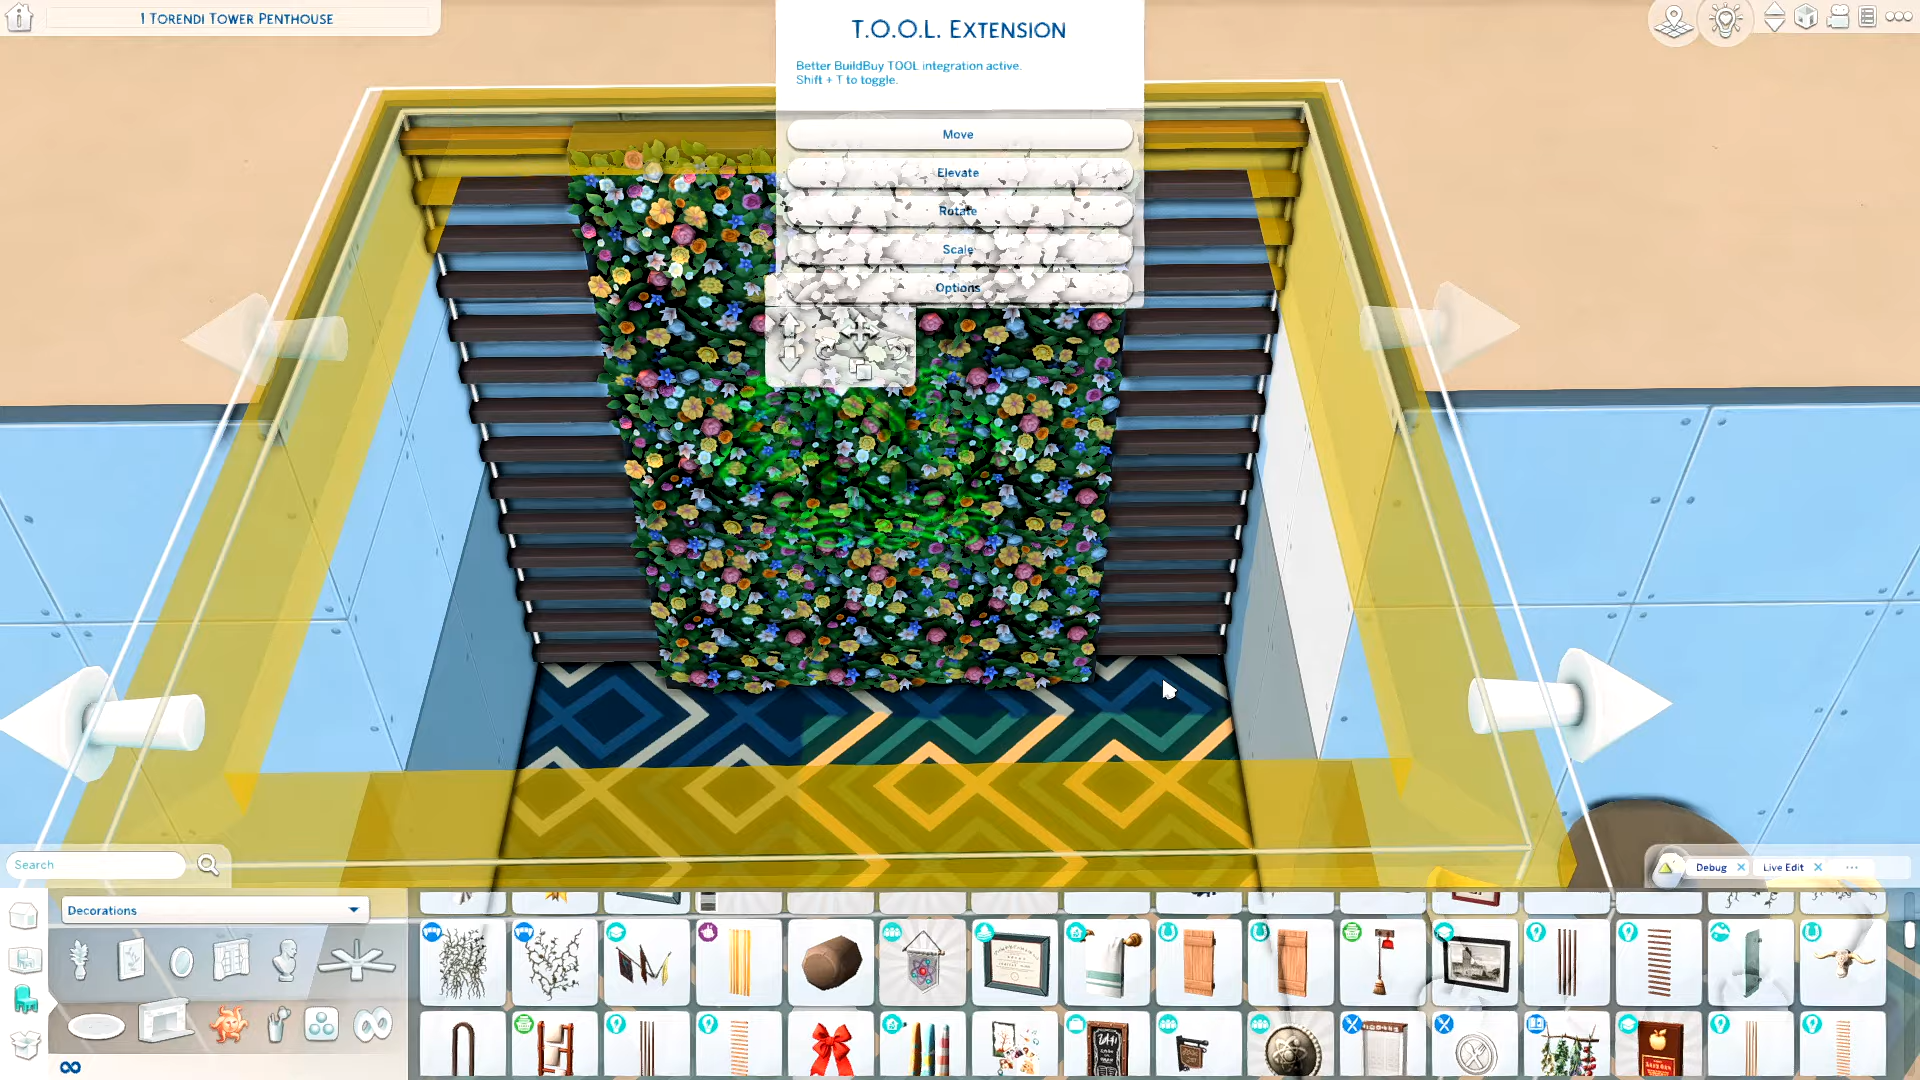 1 Torendi Tower Penthouse
T.O.O.L. Extension
Better BuildBuy TOOL integration active.
Shift + T to toggle.
Move
Elevate
Rotate
Scale
Options
Search
Debug
Live Edit
Decorations